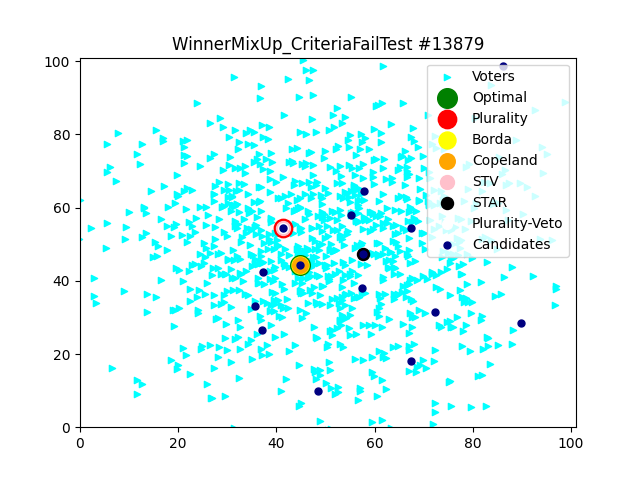 WinnerMixUp_CriteriaFailTest #13879
100
80
60
40
20
0
0 20 40 60 80 100
Voters
Optimal
Plurality
Borda
Copeland
STV
STAR
Plurality-Veto
Candidates